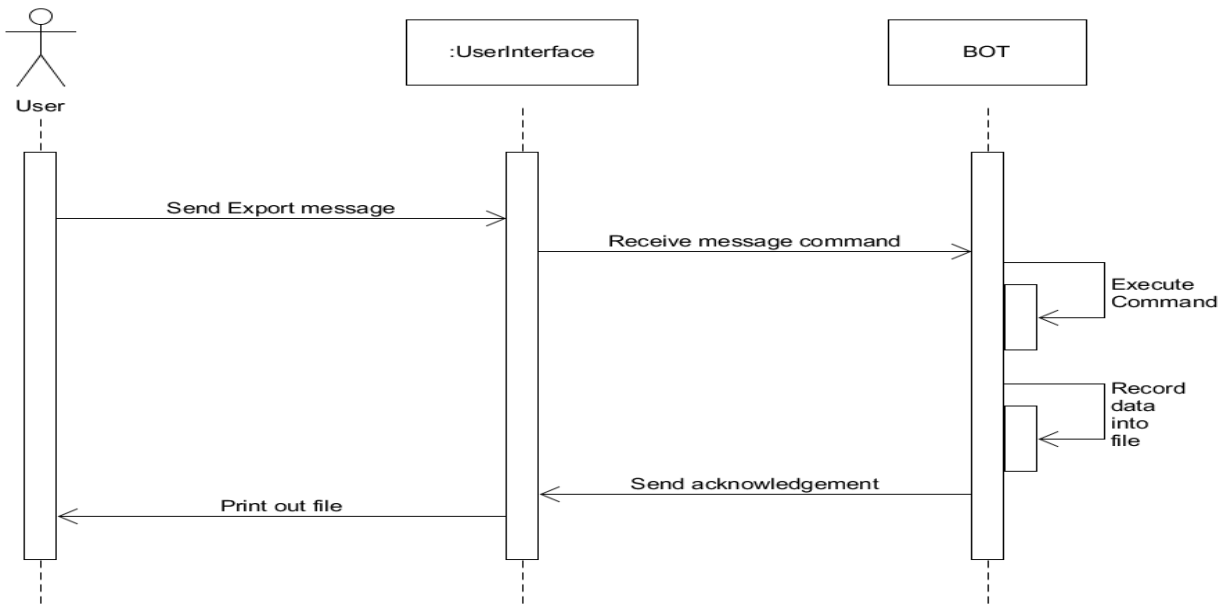 :UserInterface
BOT
User
Send Export message
Receive message command
Execute
Command
Record
data
into
file
Send acknowledgement
Print out file